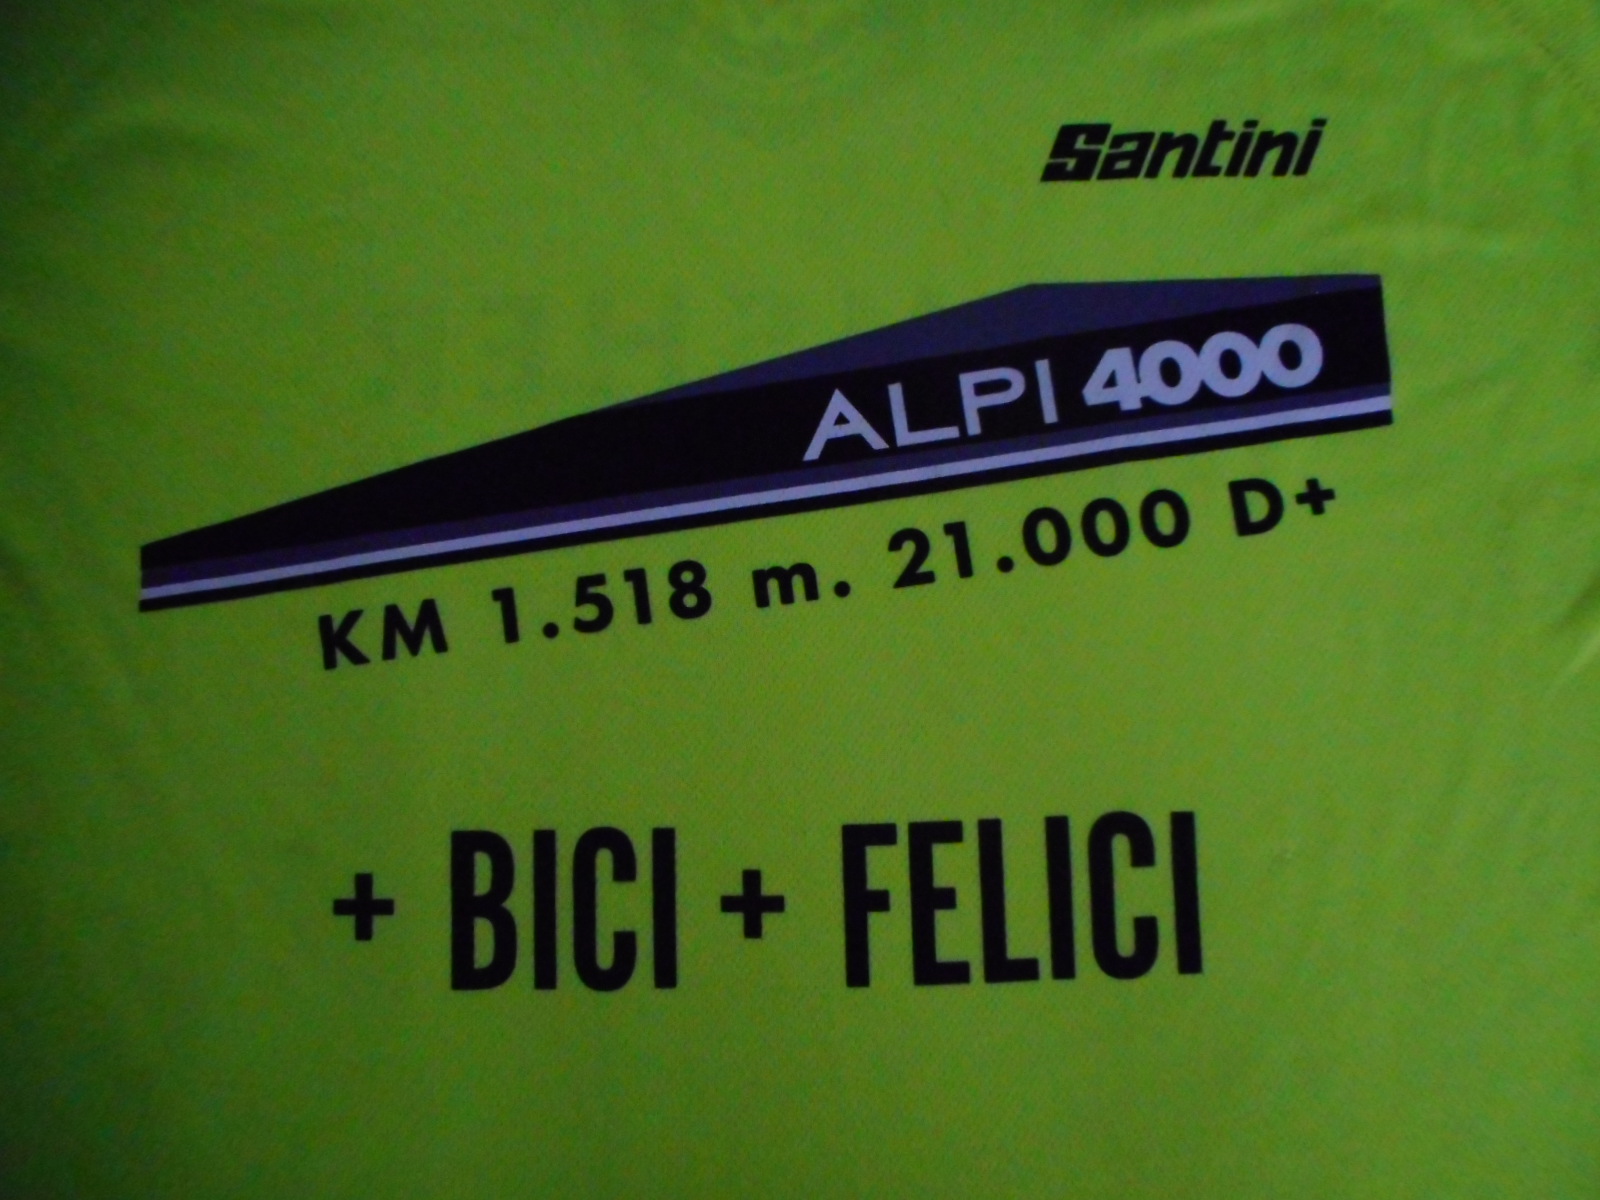 Santini
ALPI 4000
KM 1.518 m. 21.000 D+
+ BICI + FELICI